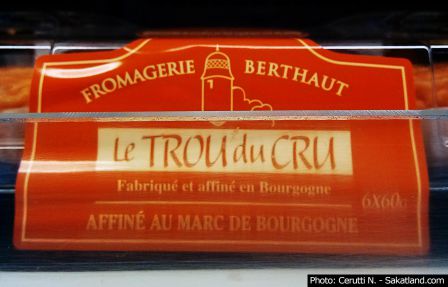 FROMAGERIE BERTHAUT
Le TROU du CRU
Fabriqué et affiné en Bourgogne
6X60G
AFFINÉ AU MARC DE BOURGOGNE
Photo: Cerutti N. - Sakatland.com